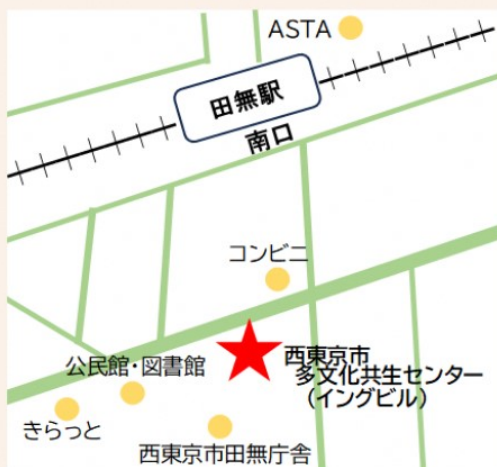 ASTA
田無駅
南口
コンビニ
西東京市
多文化共生センター
（イングビル）
公民館・図書館
きらっと
西東京市田無庁舎